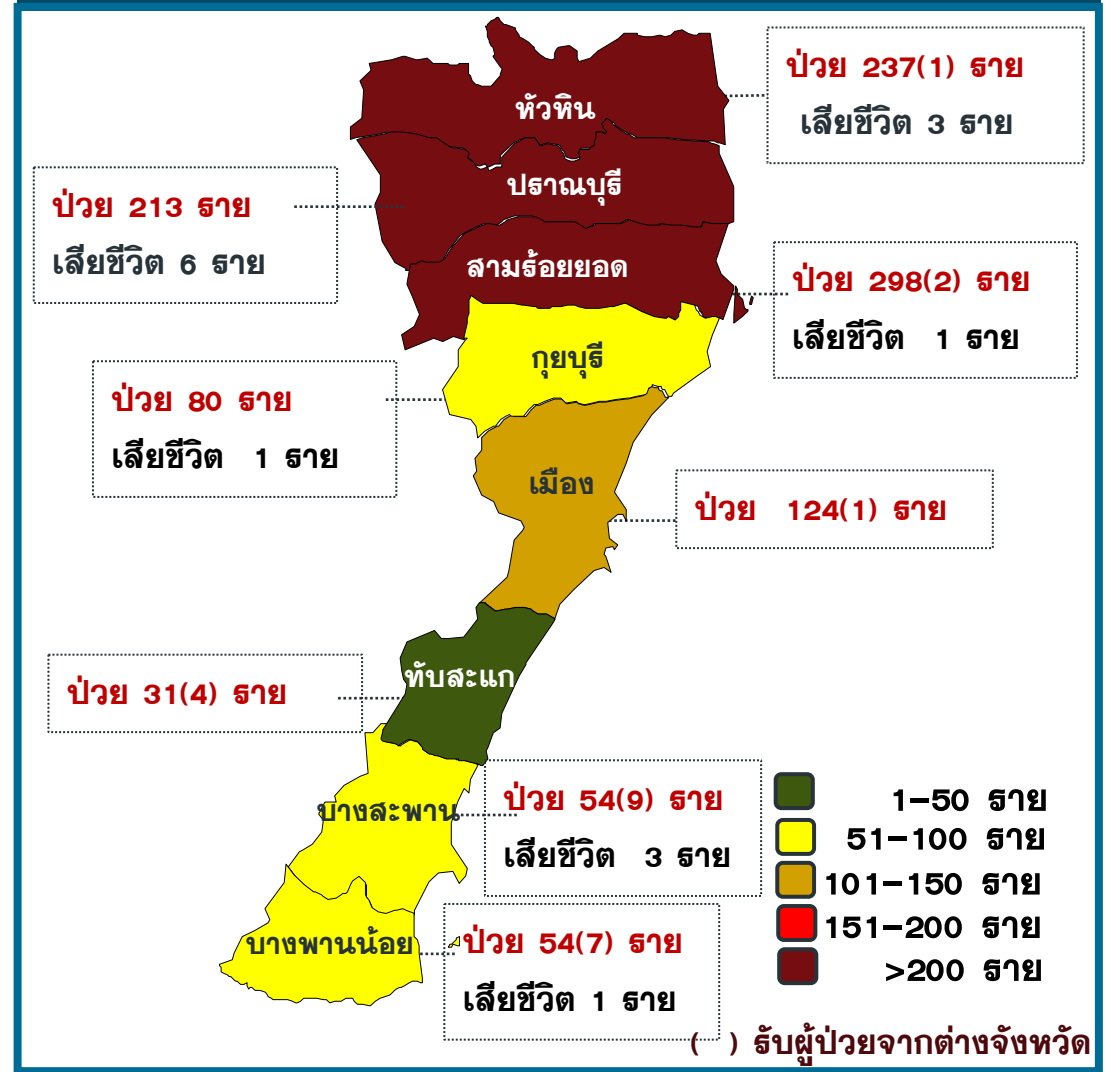 ป่วย 237(1) ราย
เสียชีวิต 3 ราย
หัวหิน
ปราณบุรี
ป่วย 213 ราย
เสียชีวิต 6 ราย
สามร้อยยอด
ป่วย 298(2) ราย
เสียชีวิต 1 ราย
กุยบุรี
ป่วย 80 ราย
เสียชีวิต 1 ราย
เมือง
ป่วย 124(1) ราย
ทับสะแก
ป่วย 31(4) ราย
บางสะพาน
ป่วย 54(9) ราย
เสียชีวิต 3 ราย
บางพานน้อย
ป่วย 54(7) ราย
เสียชีวิต 1 ราย
1-50 ราย
51-100 ราย
101-150 ราย
151-200 ราย
>200 ราย
( ) รับผู้ป่วยจากต่างจังหวัด